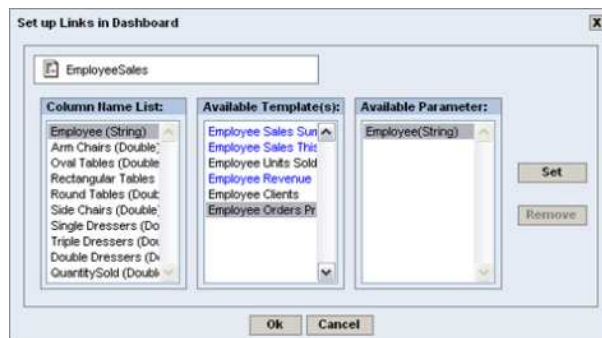 Set up Links in Dashboard
X
EmployeeSales
Column Name List:
Employee (String)
Arm Chairs (Double)
Oval Tables (Double
Rectangular Tables
Round Tables (Doub
Side Chairs (Double)
Single Dressers (Do
Triple Dressers (Dou
Double Dressers (Do
QuantitySold (Doubl
Available Template(s):
Employee Sales Sum
Employee Sales This
Employee Units Sold
Employee Revenue
Employee Clients
Employee Orders Pr
Available Parameter:
Employee(String)
Set
Remove
Ok
Cancel